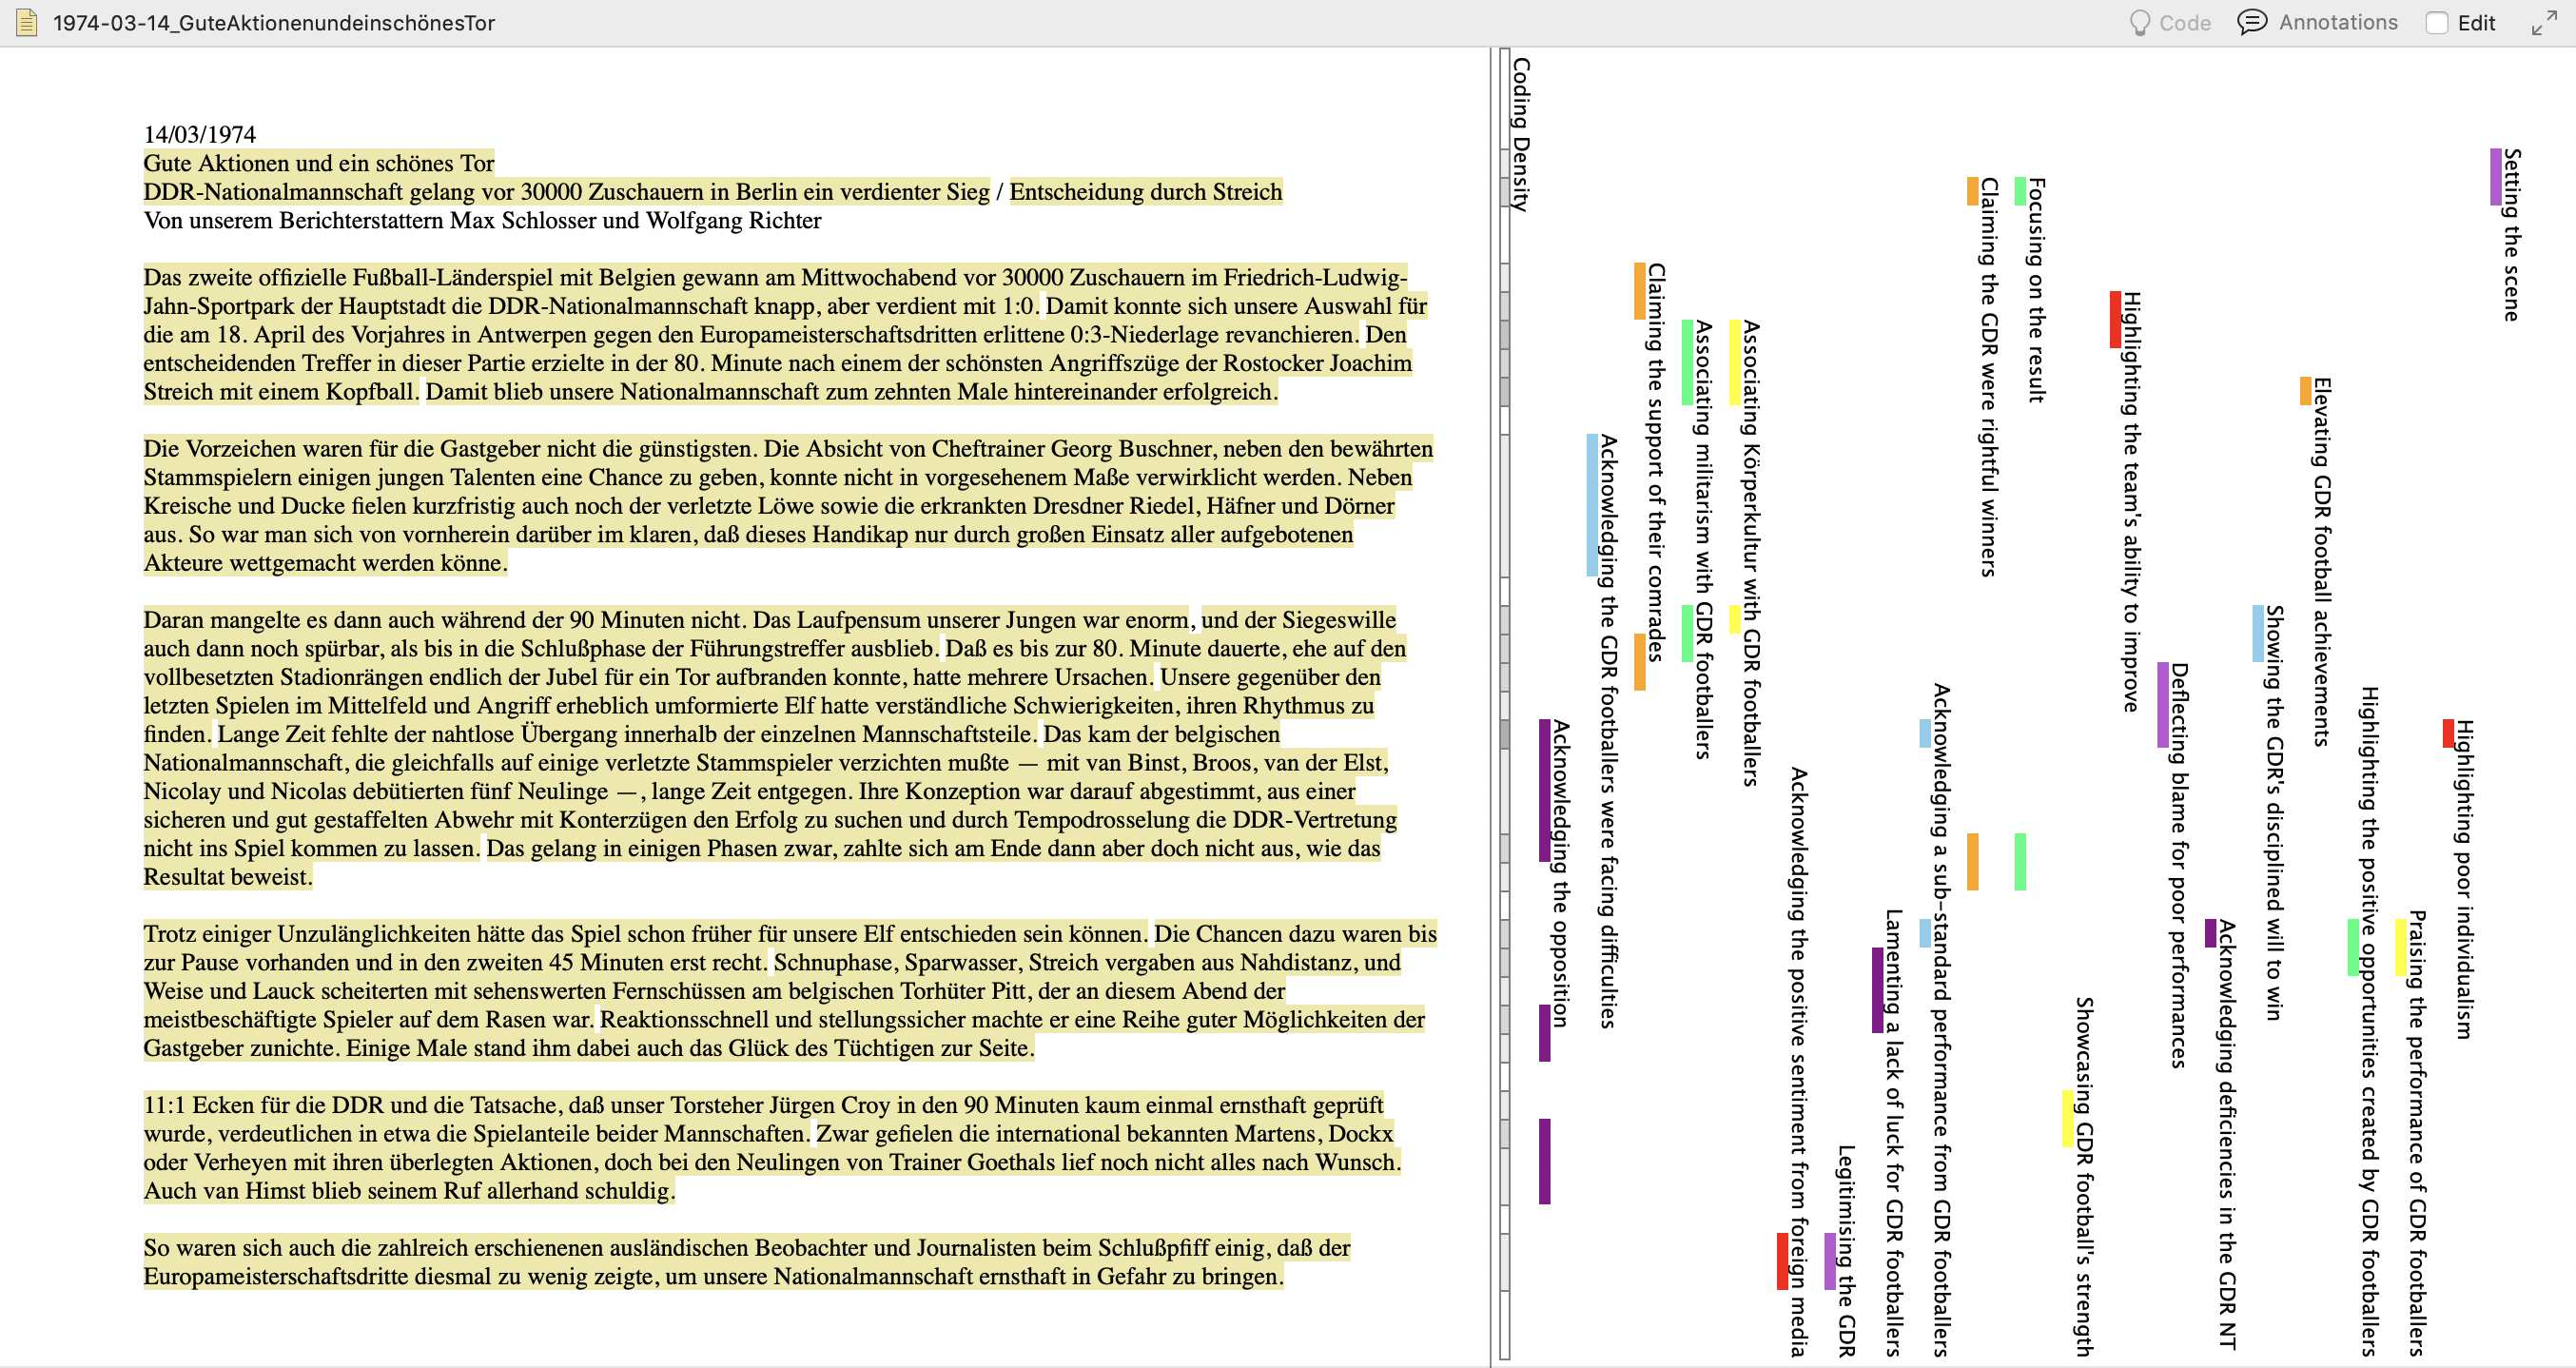 1974-03-14_GuteAktionenundeinschönesTor
Code
Annotations
Edit
14/03/1974
Gute Aktionen und ein schönes Tor
DDR-Nationalmannschaft gelang vor 30000 Zuschauern in Berlin ein verdienter Sieg / Entscheidung durch Streich
Von unserem Berichterstattern Max Schlosser und Wolfgang Richter
Das zweite offizielle Fußball-Länderspiel mit Belgien gewann am Mittwochabend vor 30000 Zuschauern im Friedrich-Ludwig-
Jahn-Sportpark der Hauptstadt die DDR-Nationalmannschaft knapp, aber verdient mit 1:0. Damit konnte sich unsere Auswahl für
die am 18. April des Vorjahres in Antwerpen gegen den Europameisterschaftsdritten erlittene 0:3-Niederlage revanchieren. Den
entscheidenden Treffer in dieser Partie erzielte in der 80. Minute nach einem der schönsten Angriffszüge der Rostocker Joachim
Streich mit einem Kopfball. Damit blieb unsere Nationalmannschaft zum zehnten Male hintereinander erfolgreich.
Die Vorzeichen waren für die Gastgeber nicht die günstigsten. Die Absicht von Cheftrainer Georg Buschner, neben den bewährten
Stammspielern einigen jungen Talenten eine Chance zu geben, konnte nicht in vorgesehenem Maße verwirklicht werden. Neben
Kreische und Ducke fielen kurzfristig auch noch der verletzte Löwe sowie die erkrankten Dresdner Riedel, Häfner und Dörner
aus. So war man sich von vornherein darüber im klaren, daß dieses Handikap nur durch großen Einsatz aller aufgebotenen
Akteure wettgemacht werden könne.
Daran mangelte es dann auch während der 90 Minuten nicht. Das Laufpensum unserer Jungen war enorm, und der Siegeswille
auch dann noch spürbar, als bis in die Schlußphase der Führungstreffer ausblieb. Daß es bis zur 80. Minute dauerte, ehe auf den
vollbesetzten Stadionrängen endlich der Jubel für ein Tor aufbranden konnte, hatte mehrere Ursachen. Unsere gegenüber den
letzten Spielen im Mittelfeld und Angriff erheblich umformierte Elf hatte verständliche Schwierigkeiten, ihren Rhythmus zu
finden. Lange Zeit fehlte der nahtlose Übergang innerhalb der einzelnen Mannschaftsteile. Das kam der belgischen
Nationalmannschaft, die gleichfalls auf einige verletzte Stammspieler verzichten mußte — mit van Binst, Broos, van der Elst,
Nicolay und Nicolas debütierten fünf Neulinge —, lange Zeit entgegen. Ihre Konzeption war darauf abgestimmt, aus einer
sicheren und gut gestaffelten Abwehr mit Konterzügen den Erfolg zu suchen und durch Tempodrosselung die DDR-Vertretung
nicht ins Spiel kommen zu lassen. Das gelang in einigen Phasen zwar, zahlte sich am Ende dann aber doch nicht aus, wie das
Resultat beweist.
Trotz einiger Unzulänglichkeiten hätte das Spiel schon früher für unsere Elf entschieden sein können. Die Chancen dazu waren bis
zur Pause vorhanden und in den zweiten 45 Minuten erst recht. Schnuphase, Sparwasser, Streich vergaben aus Nahdistanz, und
Weise und Lauck scheiterten mit sehenswerten Fernschüssen am belgischen Torhüter Pitt, der an diesem Abend der
meistbeschäftigte Spieler auf dem Rasen war. Reaktionsschnell und stellungssicher machte er eine Reihe guter Möglichkeiten der
Gastgeber zunichte. Einige Male stand ihm dabei auch das Glück des Tüchtigen zur Seite.
11:1 Ecken für die DDR und die Tatsache, daß unser Torsteher Jürgen Croy in den 90 Minuten kaum einmal ernsthaft geprüft
wurde, verdeutlichen in etwa die Spielanteile beider Mannschaften. Zwar gefielen die international bekannten Martens, Dockx
oder Verheyen mit ihren überlegten Aktionen, doch bei den Neulingen von Trainer Goethals lief noch nicht alles nach Wunsch.
Auch van Himst blieb seinem Ruf allerhand schuldig.
So waren sich auch die zahlreich erschienenen ausländischen Beobachter und Journalisten beim Schlußpfiff einig, daß der
Europameisterschaftsdritte diesmal zu wenig zeigte, um unsere Nationalmannschaft ernsthaft in Gefahr zu bringen.
Coding Density
Acknowledging the opposition
Acknowledging the GDR footballers were facing difficulties
Claiming the support of their comrades
Associating militarism with GDR footballers
Associating Körperkultur with GDR footballers
Acknowledging the positive sentiment from foreign media
Legitimising the GDR
Lamenting a lack of luck for GDR footballers
Acknowledging a sub-standard performance from GDR footballers
Claiming the GDR were rightful winners
Focusing on the result
Showcasing GDR football's strength
Highlighting the team's ability to improve
Deflecting blame for poor performances
Acknowledging deficiencies in the GDR NT
Showing the GDR's disciplined will to win
Elevating GDR football achievements
Highlighting the positive opportunities created by GDR footballers
Praising the performance of GDR footballers
Highlighting poor individualism
Setting the scene